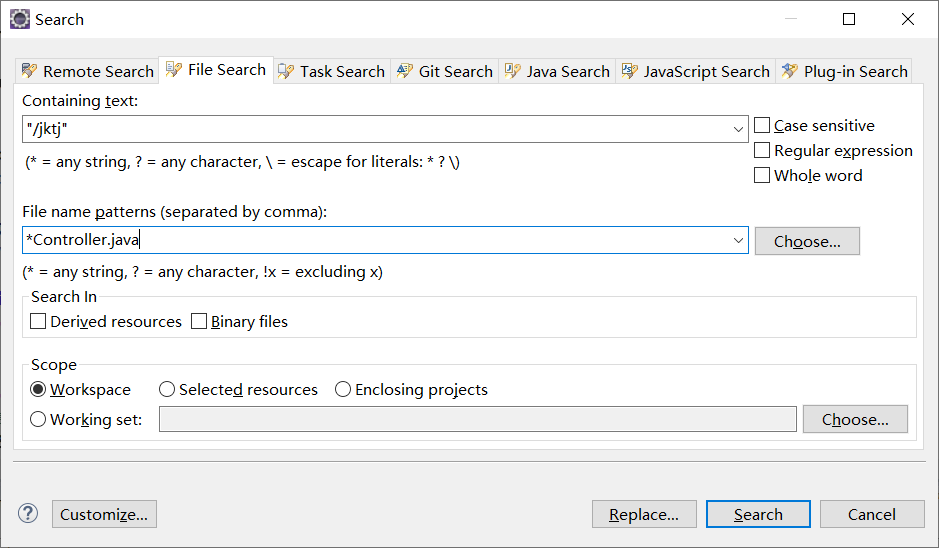 Search
Remote Search File Search Task Search Git Search Java Search JavaScript Search Plug-in Search
Containing text:
"/jktj"
Case sensitive
(* = any string, ? = any character, \ = escape for literals: * ? \)
Regular expression
Whole word
File name patterns (separated by comma):
*Controller.java
Choose...
(* = any string, ? = any character, !x = excluding x)
Search In
Derived resources Binary files
Scope
Workspace Selected resources Enclosing projects
Working set: Choose...
? Customize... Replace... Search Cancel